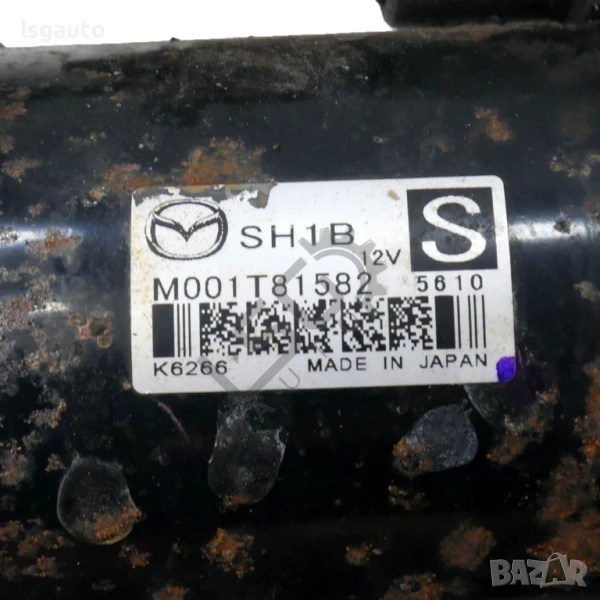 lsgauto
SH1B
12V
S
M001T81582
5610
K6266
MADE IN JAPAN
BAZAR